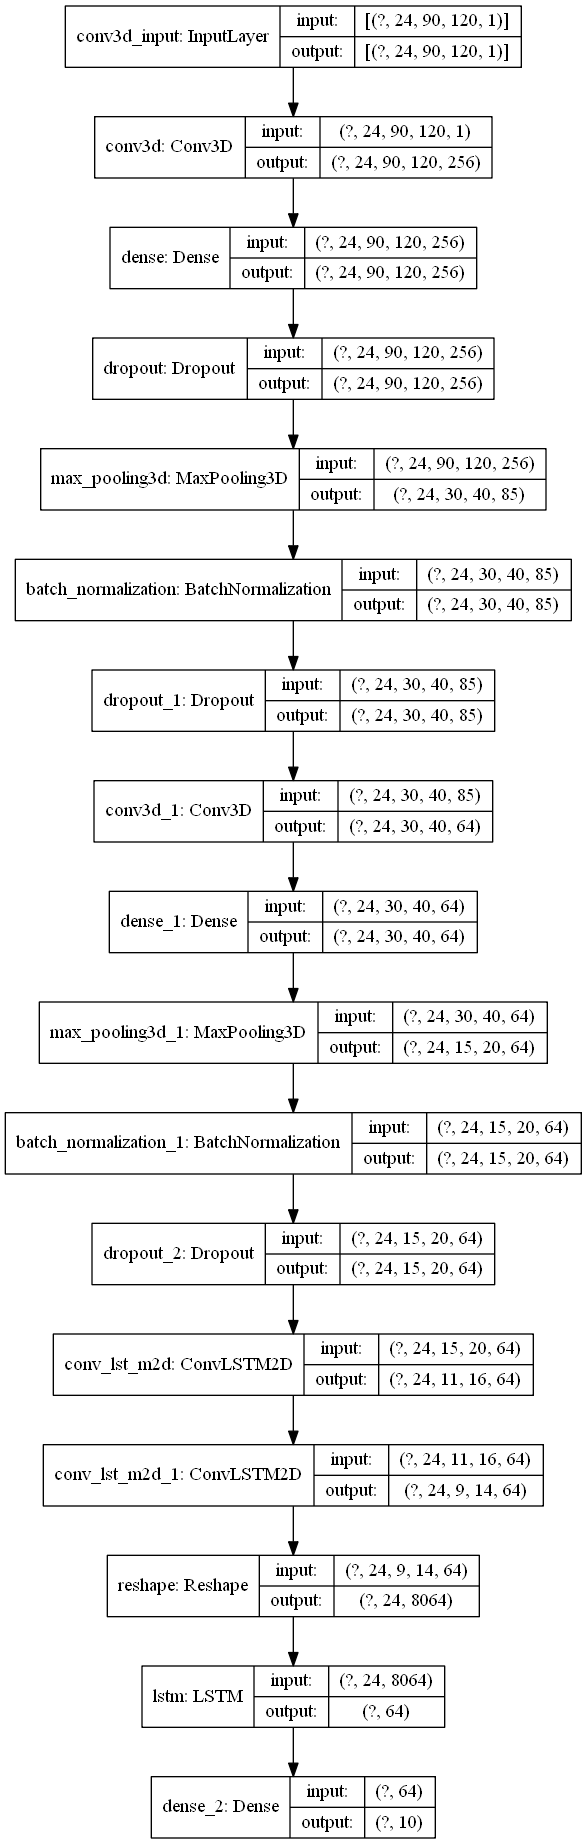 conv3d_input: InputLayer
input: [(?, 24, 90, 120, 1)]
output: [(?, 24, 90, 120, 1)]
conv3d: Conv3D
input: (?, 24, 90, 120, 1)
output: (?, 24, 90, 120, 256)
dense: Dense
input: (?, 24, 90, 120, 256)
output: (?, 24, 90, 120, 256)
dropout: Dropout
input: (?, 24, 90, 120, 256)
output: (?, 24, 90, 120, 256)
max_pooling3d: MaxPooling3D
input: (?, 24, 90, 120, 256)
output: (?, 24, 30, 40, 85)
batch_normalization: BatchNormalization
input: (?, 24, 30, 40, 85)
output: (?, 24, 30, 40, 85)
dropout_1: Dropout
input: (?, 24, 30, 40, 85)
output: (?, 24, 30, 40, 85)
conv3d_1: Conv3D
input: (?, 24, 30, 40, 85)
output: (?, 24, 30, 40, 64)
dense_1: Dense
input: (?, 24, 30, 40, 64)
output: (?, 24, 30, 40, 64)
max_pooling3d_1: MaxPooling3D
input: (?, 24, 30, 40, 64)
output: (?, 24, 15, 20, 64)
batch_normalization_1: BatchNormalization
input: (?, 24, 15, 20, 64)
output: (?, 24, 15, 20, 64)
dropout_2: Dropout
input: (?, 24, 15, 20, 64)
output: (?, 24, 15, 20, 64)
conv_lst_m2d: ConvLSTM2D
input: (?, 24, 15, 20, 64)
output: (?, 24, 11, 16, 64)
conv_lst_m2d_1: ConvLSTM2D
input: (?, 24, 11, 16, 64)
output: (?, 24, 9, 14, 64)
reshape: Reshape
input: (?, 24, 9, 14, 64)
output: (?, 24, 8064)
lstm: LSTM
input: (?, 24, 8064)
output: (?, 64)
dense_2: Dense
input: (?, 64)
output: (?, 10)